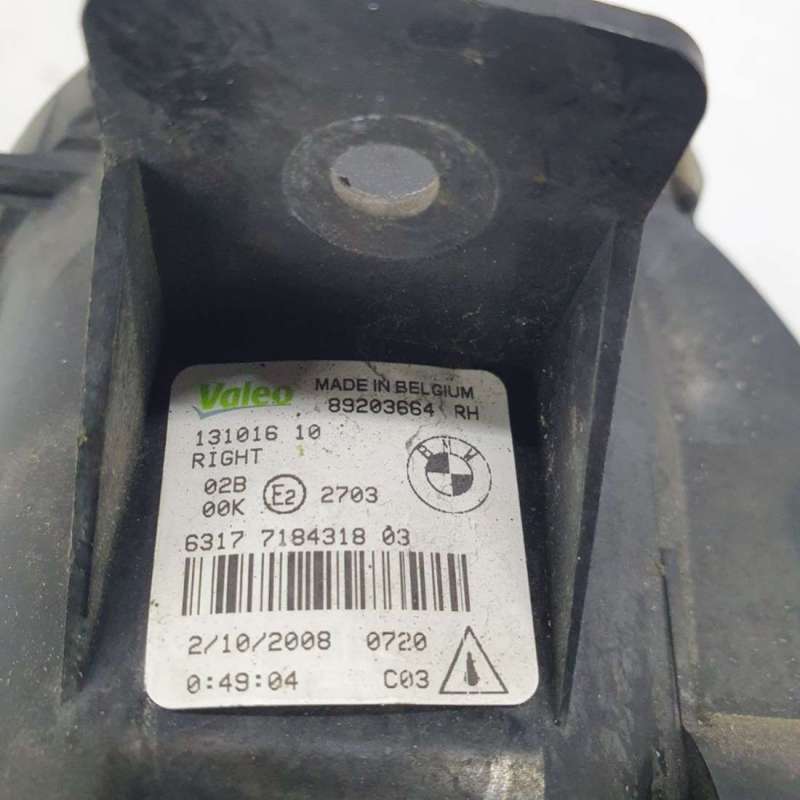 Valeo MADE IN BELGIUM
89203664 RH
131016 10
RIGHT
BMW
02B
00K E2 2703
6317 7184318 03
2/10/2008 0720
0:49:04 C03